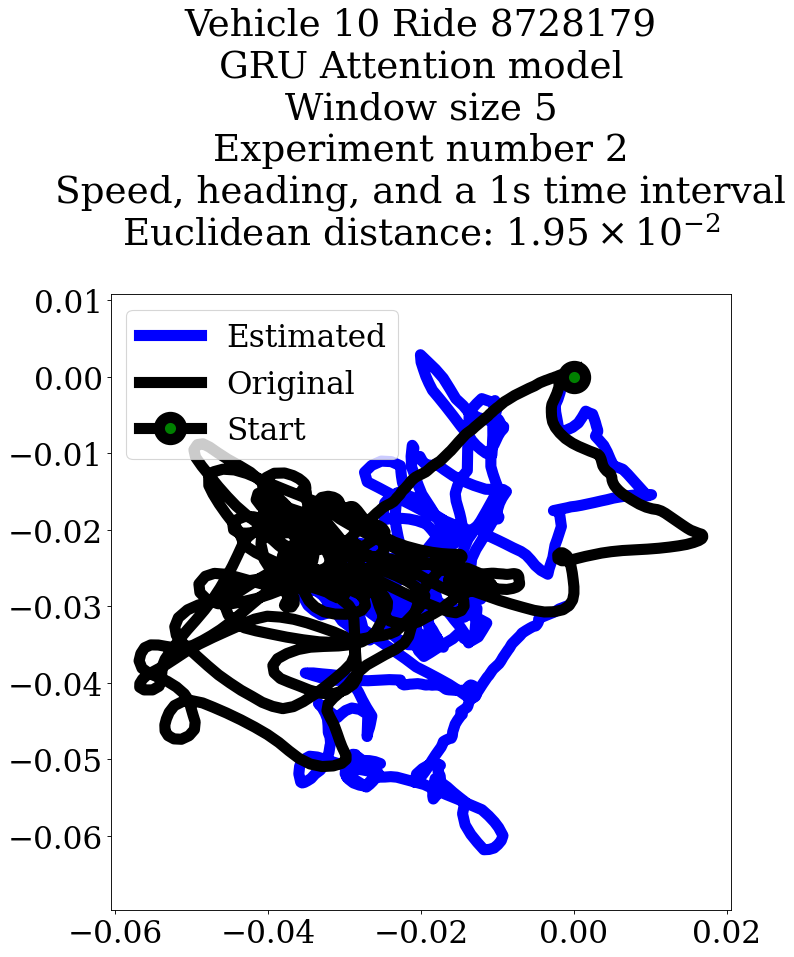 Vehicle 10 Ride 8728179
GRU Attention model
Window size 5
Experiment number 2
Speed, heading, and a 1s time interval
Euclidean distance: 1.95 × 10⁻²
0.01
0.00
−0.01
−0.02
−0.03
−0.04
−0.05
−0.06
Estimated
Original
Start
−0.06 −0.04 −0.02 0.00 0.02